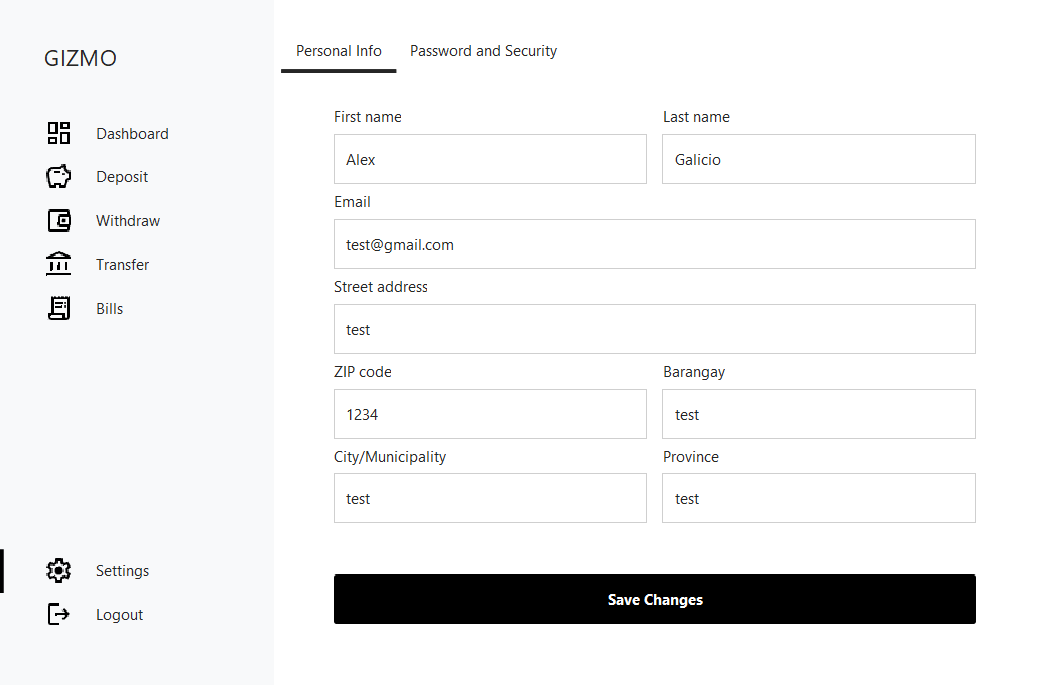 GIZMO
Dashboard
Deposit
Withdraw
Transfer
Bills
Settings
Logout
Personal Info Password and Security
First name Last name
Alex Galicio
Email
test@gmail.com
Street address
test
ZIP code Barangay
1234 test
City/Municipality Province
test test
Save Changes